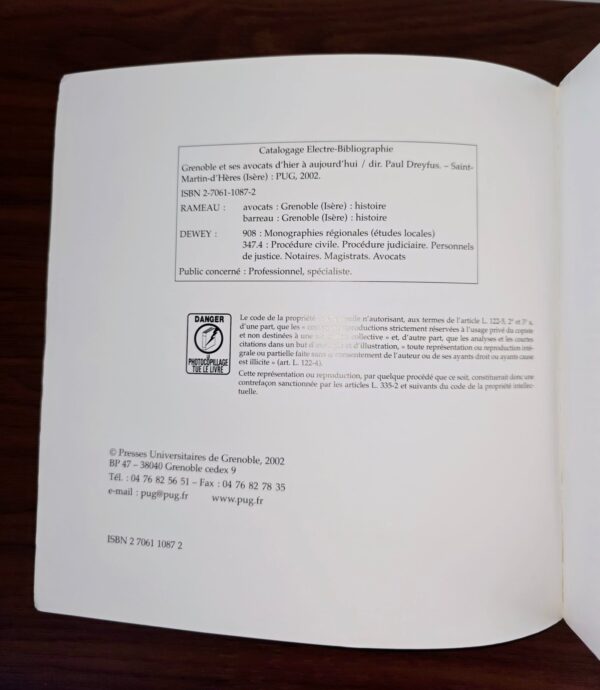 Catalogage Electre-Bibliographie
Grenoble et ses avocats d'hier à aujourd'hui / dir. Paul Dreyfus. – Saint-
Martin-d'Hères (Isère) : PUG, 2002.
ISBN 2-7061-1087-2
RAMEAU : avocats : Grenoble (Isère) : histoire
barreau : Grenoble (Isère) : histoire
DEWEY : 908 : Monographies régionales (études locales)
347.4 : Procédure civile. Procédure judiciaire. Personnels
de justice. Notaires. Magistrats. Avocats
Public concerné : Professionnel, spécialiste.
DANGER
LE
PHOTOCOPILLAGE
TUE LE LIVRE
Le code de la propriété n'autorisant, aux termes de l'article L. 122-5, 2° et 3° a,
d'une part, que les « reproductions strictement réservées à l'usage privé du copiste
et non destinées à une collective » et, d'autre part, que les analyses et les courtes
citations dans un but d'illustration, « toute représentation ou reproduction inté-
grale ou partielle faite sans consentement de l'auteur ou de ses ayants droit ou ayants cause
est illicite » (art. L. 122-4).
Cette représentation ou reproduction, par quelque procédé que ce soit, constituerait donc une
contrefaçon sanctionnée par les articles L. 335-2 et suivants du code de la propriété intellec-
tuelle.
© Presses Universitaires de Grenoble, 2002
BP 47 – 38040 Grenoble cedex 9
Tél. : 04 76 82 56 51 – Fax : 04 76 82 78 35
e-mail : pug@pug.fr www.pug.fr
ISBN 2 7061 1087 2